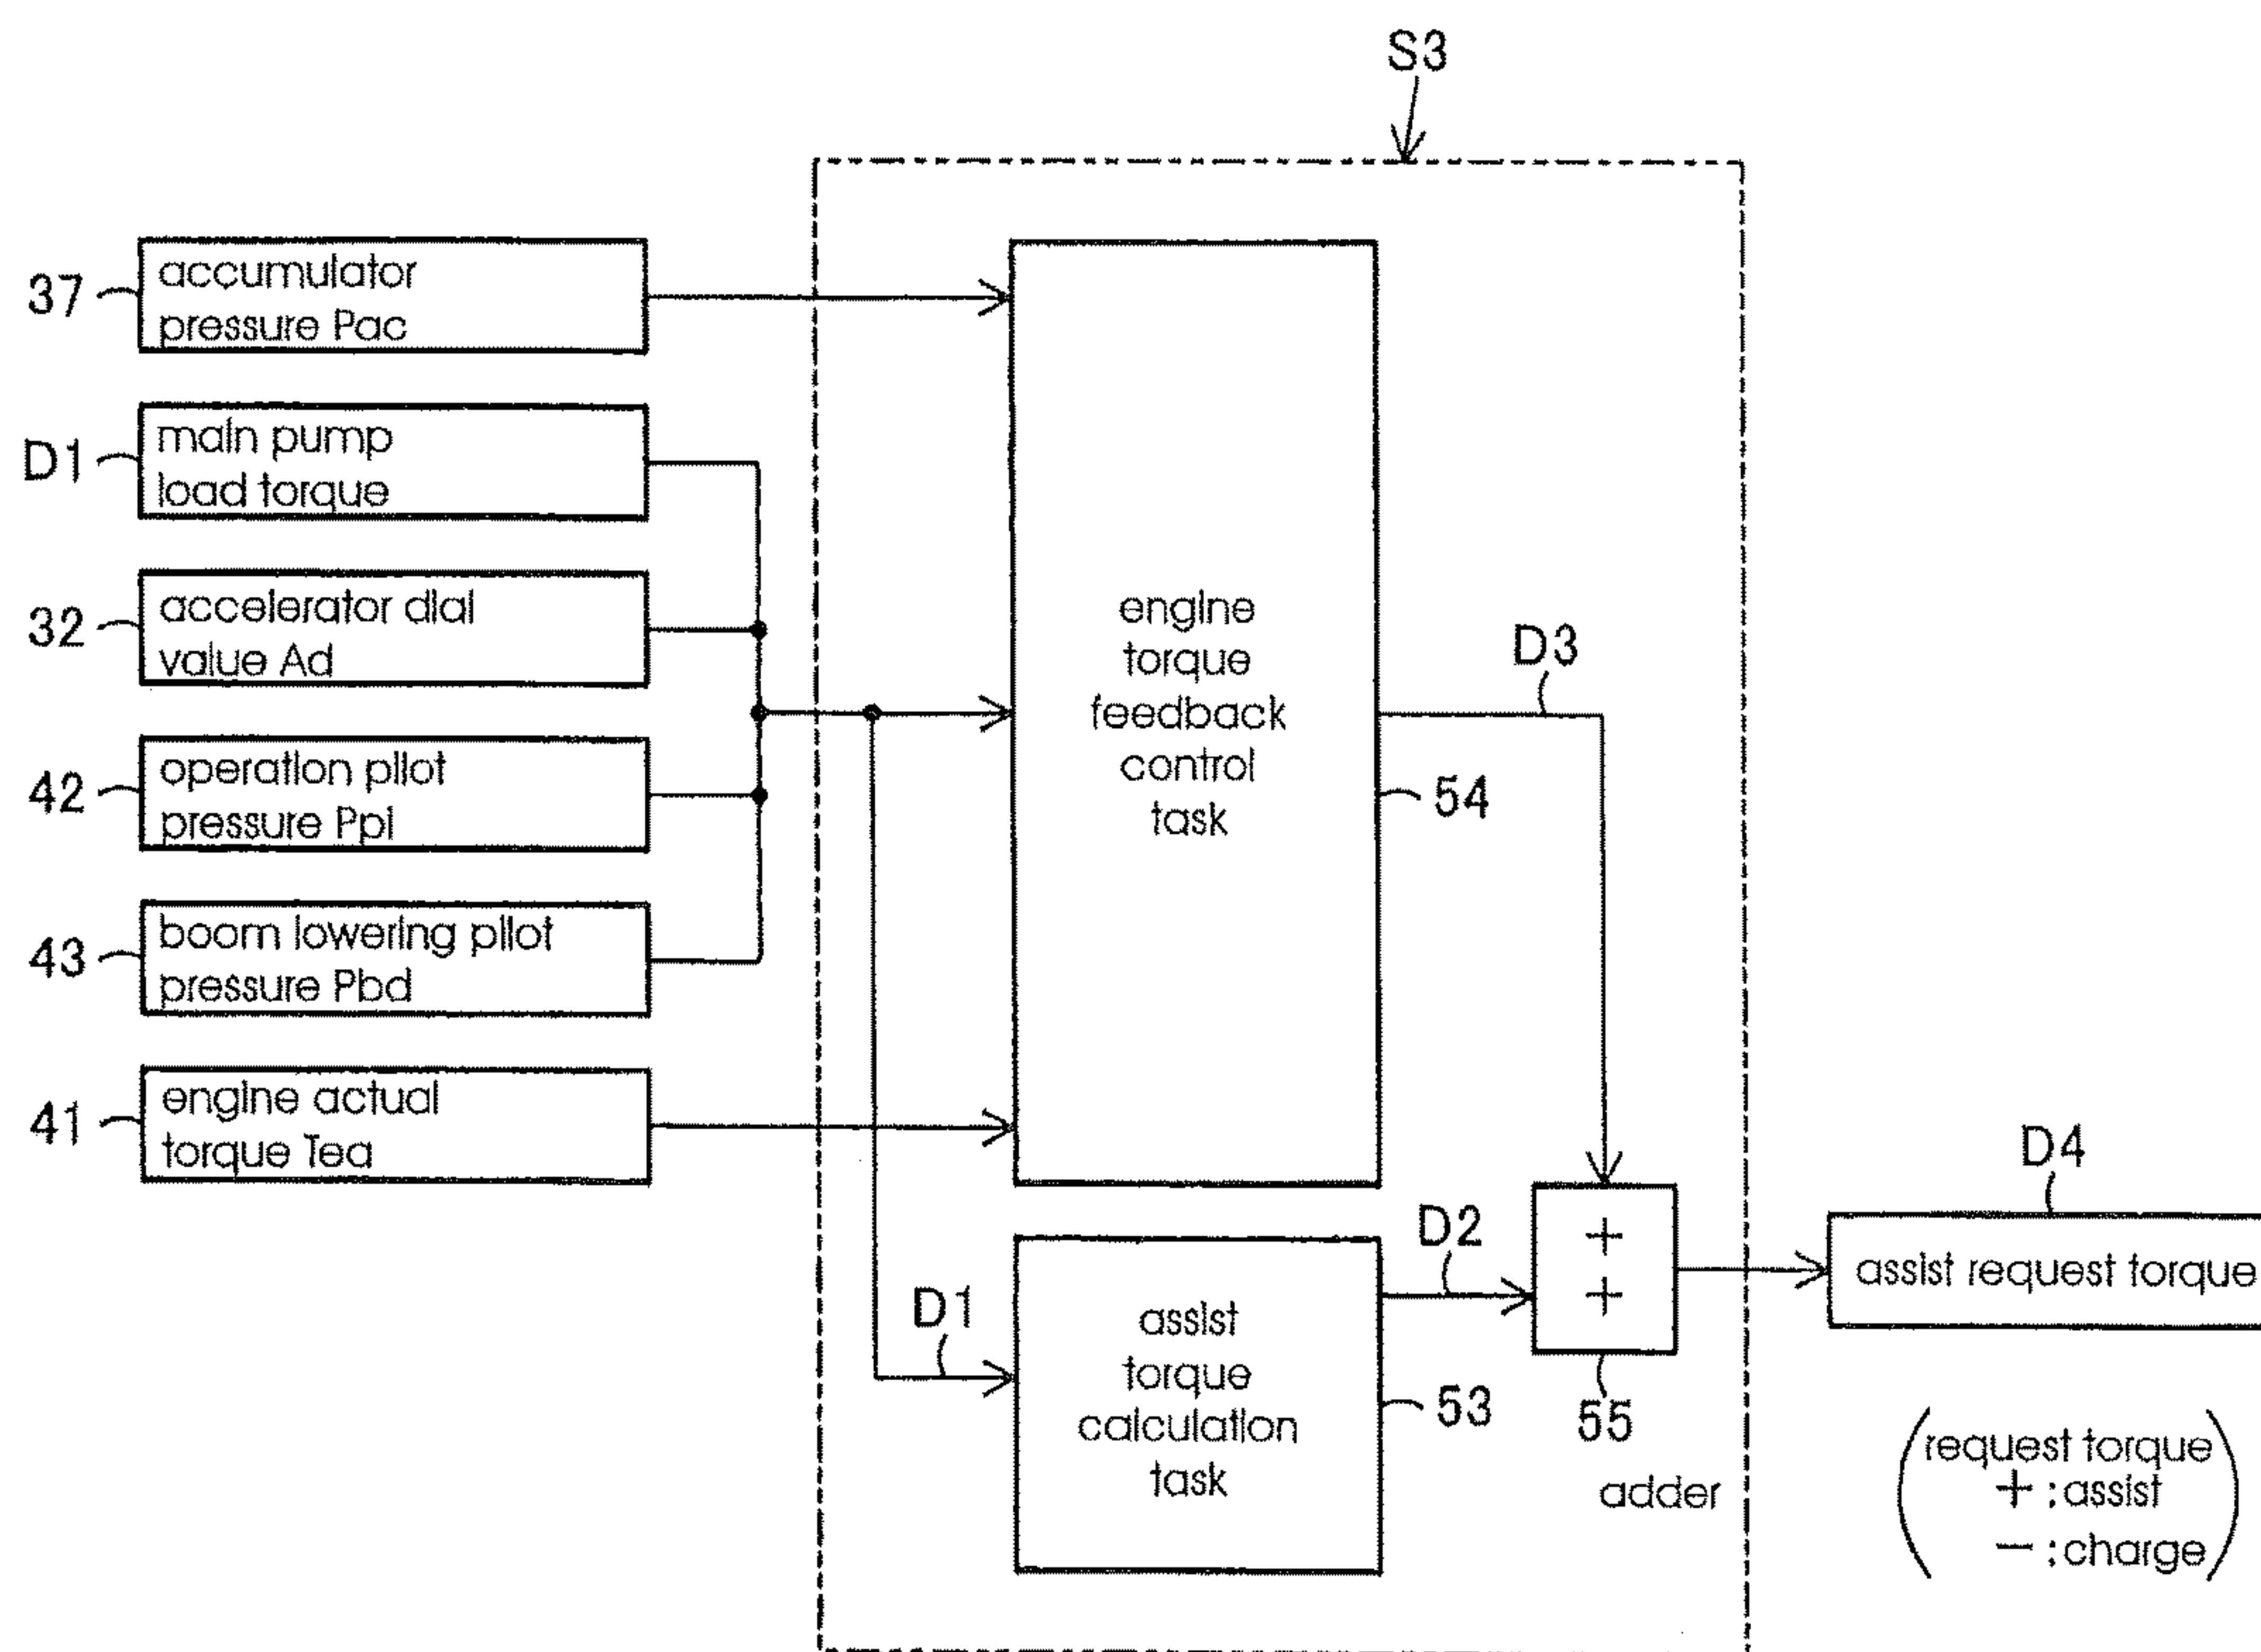 S3
37
accumulator
pressure Pac
D1
main pump
load torque
32
accelerator dial
value Ad
42
operation pilot
pressure Ppi
43
boom lowering pilot
pressure Pbd
41
engine actual
torque Tea
engine
torque
feedback
control
task
54
D3
D1
assist
torque
calculation
task
53
D2
+
+
55
adder
D4
assist request torque
request torque
+ : assist
− : charge